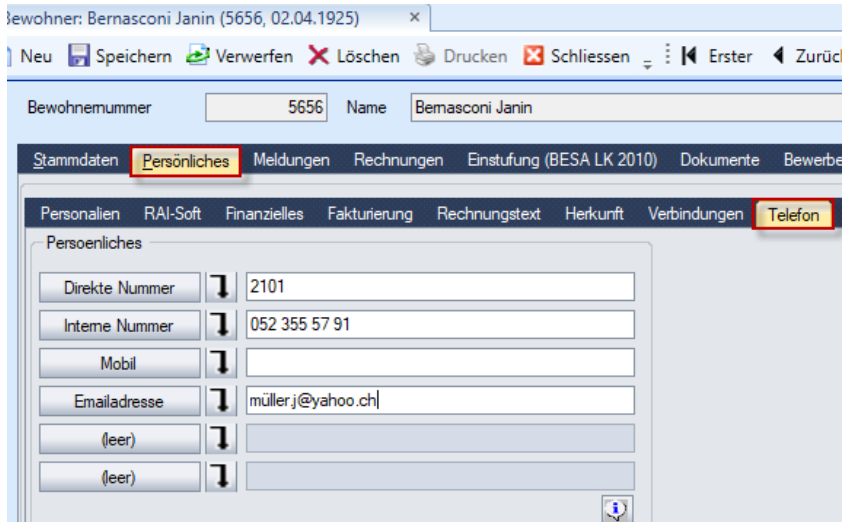 Bewohner: Bernasconi Janin (5656, 02.04.1925) ×
Neu Speichern Verwerfen Löschen Drucken Schliessen Erster Zurüc
Bewohnernummer 5656 Name Bernasconi Janin
Stammdaten Persönliches Meldungen Rechnungen Einstufung (BESA LK 2010) Dokumente Bewerbe
Personalien RAI-Soft Finanzielles Fakturierung Rechnungstext Herkunft Verbindungen Telefon
Persoenliches
Direkte Nummer 2101
Interne Nummer 052 355 57 91
Mobil
Emailadresse müller.j@yahoo.ch
(leer)
(leer)